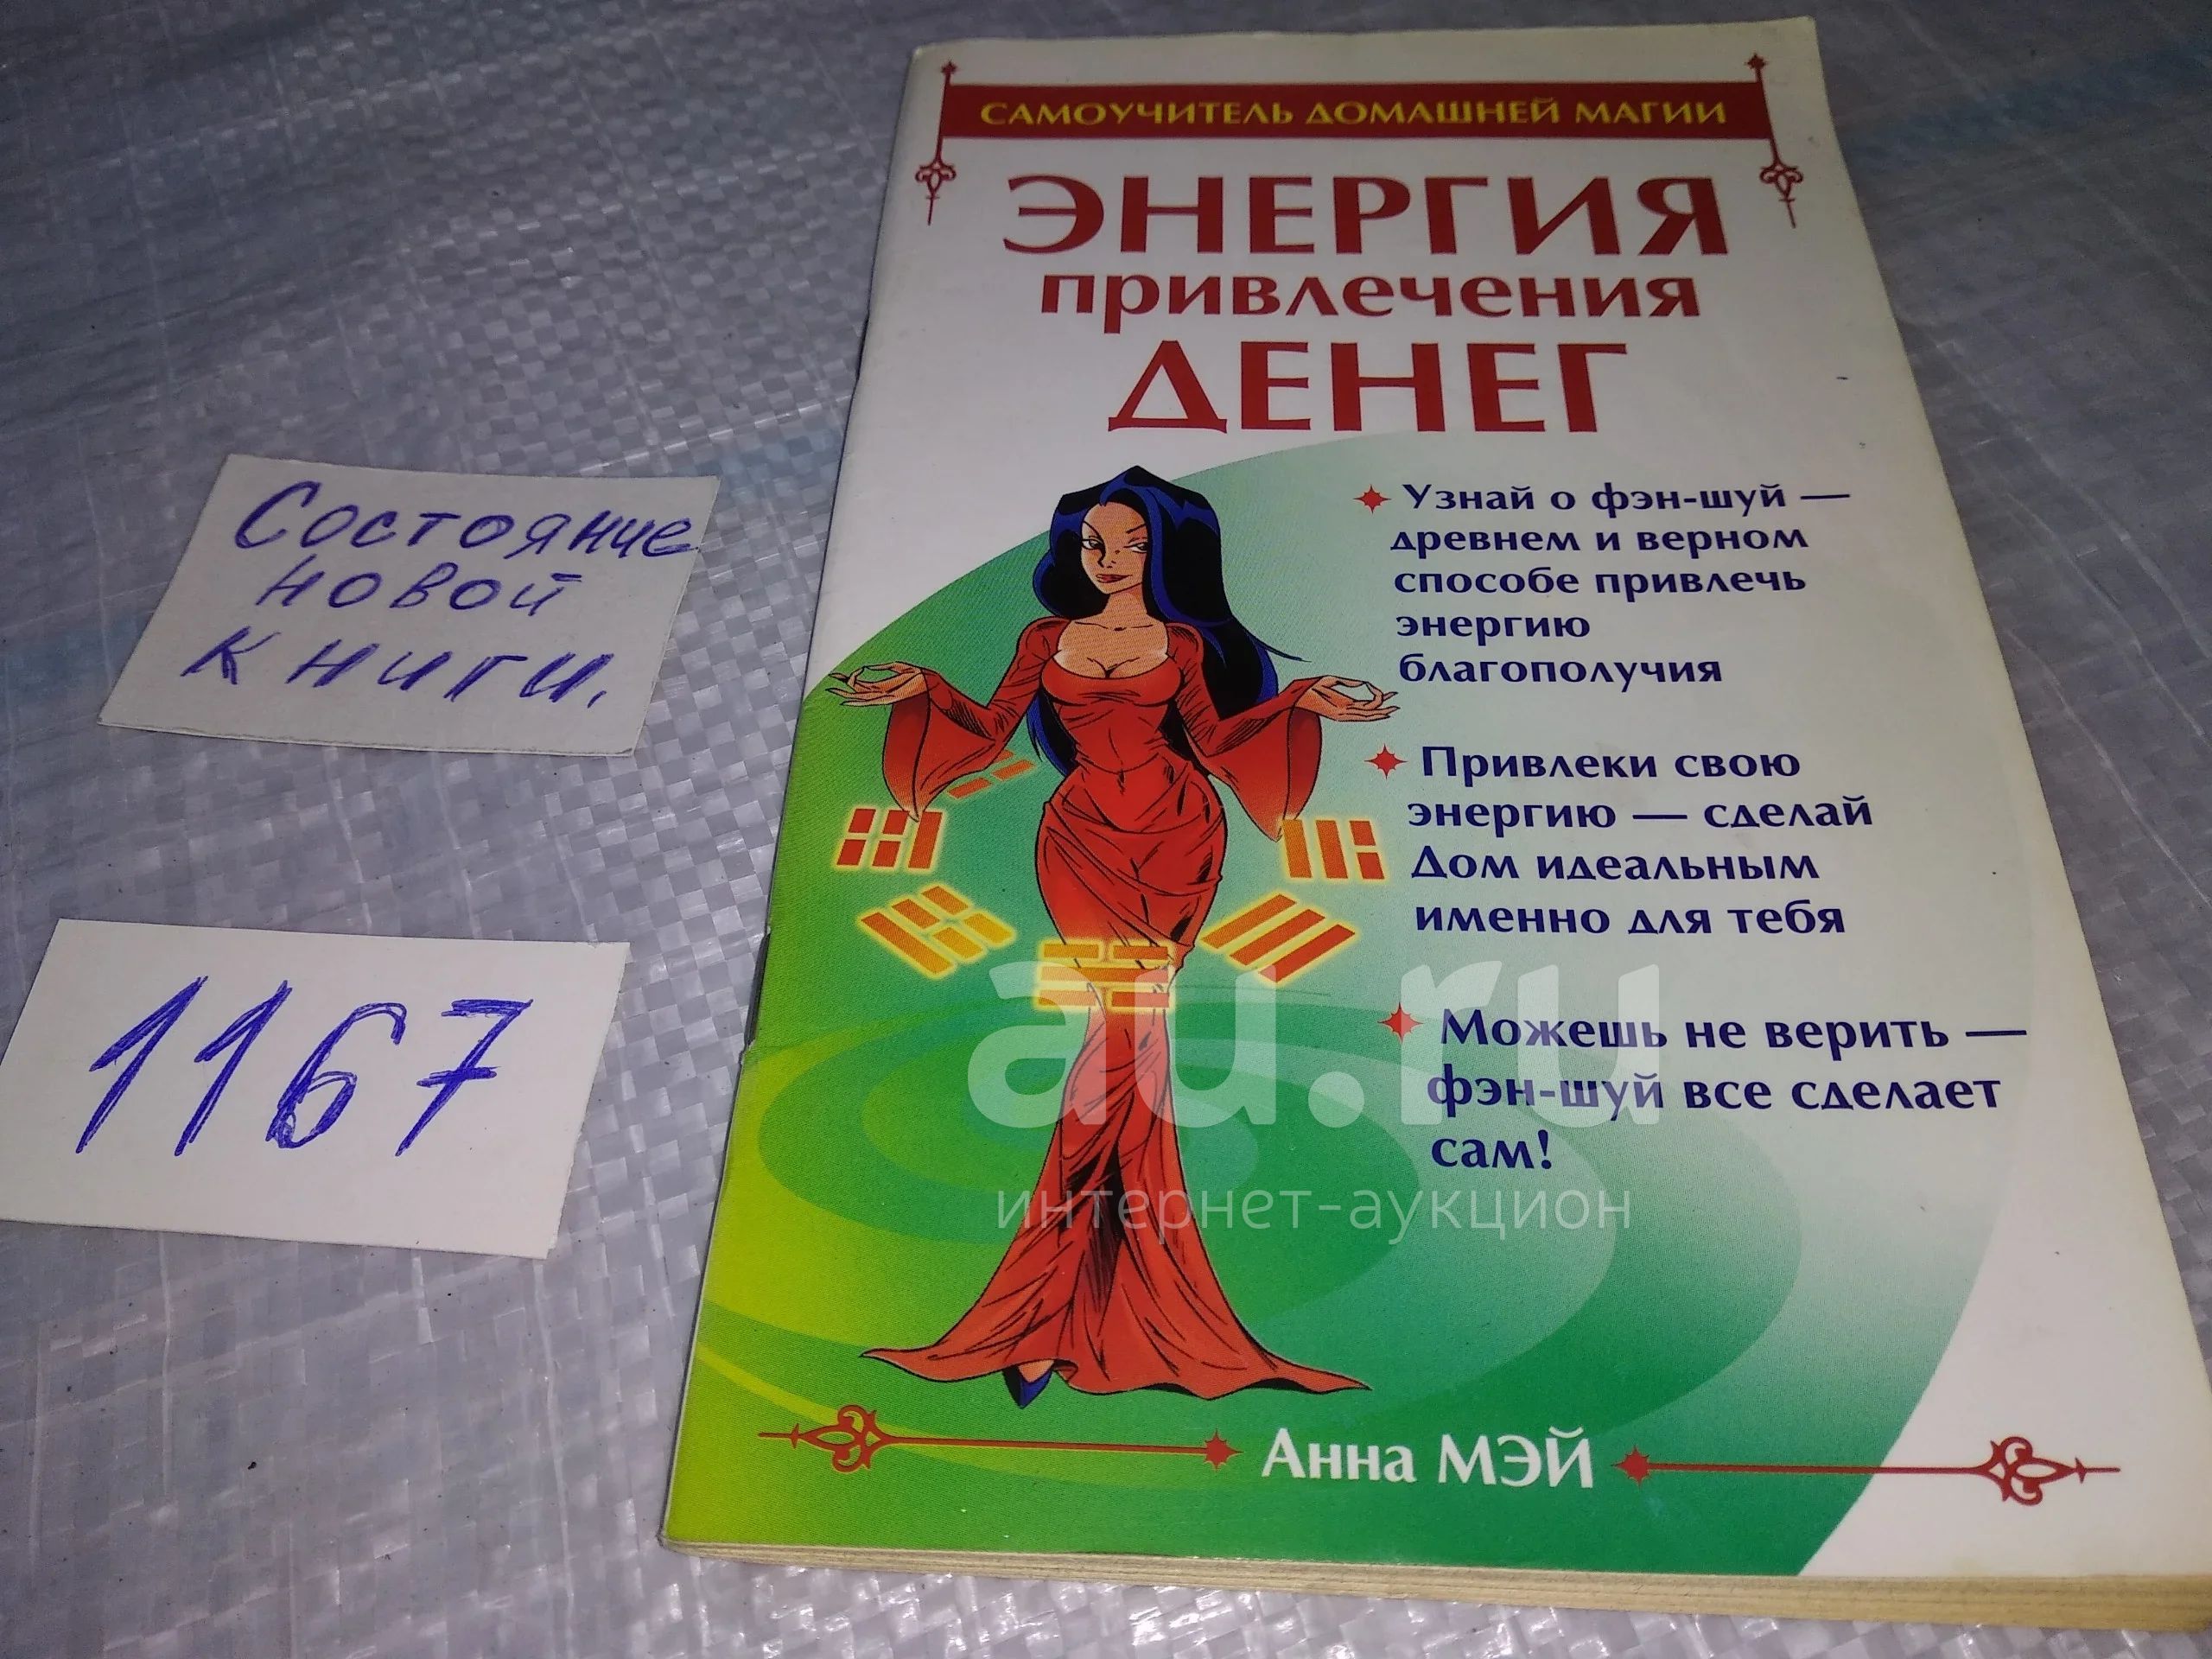 САМОУЧИТЕЛЬ ДОМАШНЕЙ МАГИИ
ЭНЕРГИЯ
привлечения
ДЕНЕГ
Узнай о фэн-шуй —
древнем и верном
способе привлечь
энергию
благополучия
Привлеки свою
энергию — сделай
Дом идеальным
именно для тебя
Можешь не верить —
фэн-шуй все сделает
сам!
Анна МЭЙ
Состояние
новой
книги.
1167
au.ru
интернет-аукцион